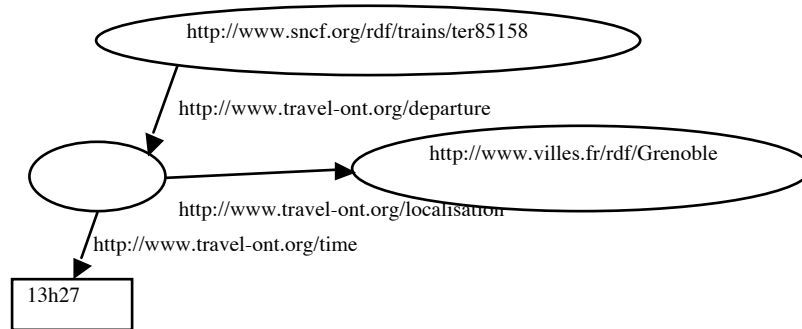 http://www.sncf.org/rdf/trains/ter85158
http://www.travel-ont.org/departure
http://www.villes.fr/rdf/Grenoble
http://www.travel-ont.org/localisation
http://www.travel-ont.org/time
13h27